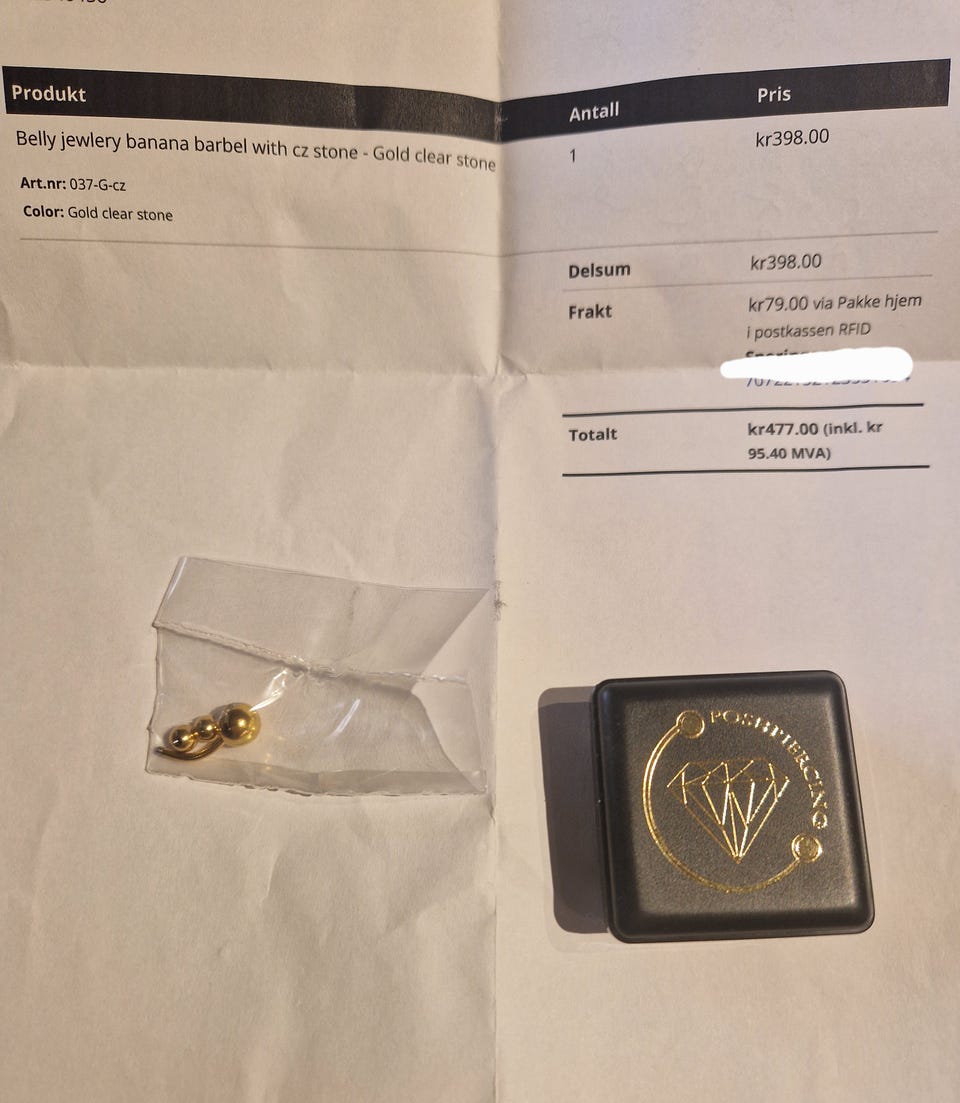 Produkt Antall Pris
Belly jewlery banana barbel with cz stone - Gold clear stone 1 kr398.00
Art.nr: 037-G-cz
Color: Gold clear stone
Delsum kr398.00
Frakt kr79.00 via Pakke hjem
i postkassen RFID
Totalt kr477.00 (inkl. kr
95.40 MVA)
POSHPIERCING